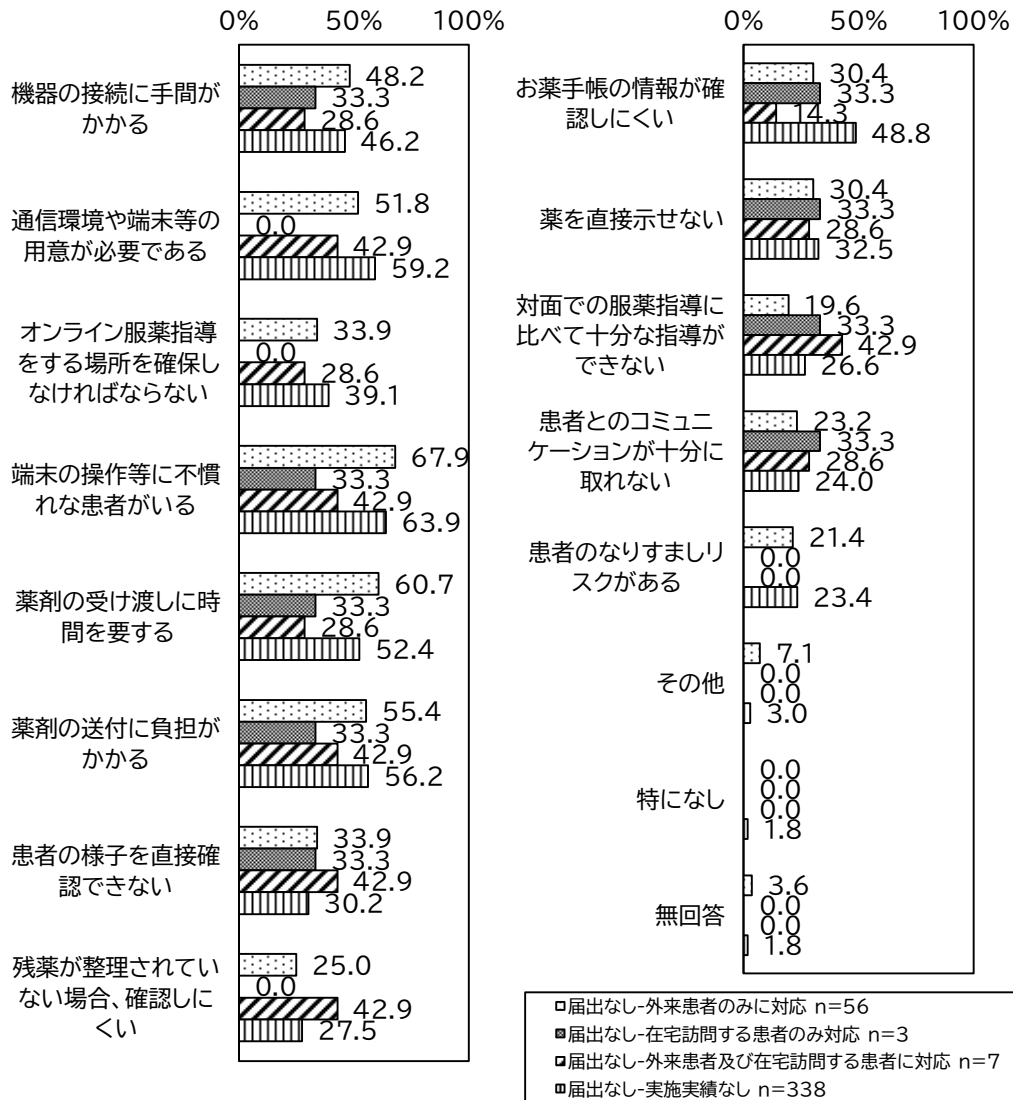 0% 50% 100%
機器の接続に手間が
かかる
48.2
33.3
28.6
46.2
通信環境や端末等の
用意が必要である
51.8
0.0
42.9
59.2
オンライン服薬指導
をする場所を確保し
なければならない
33.9
0.0
28.6
39.1
端末の操作等に不慣
れな患者がいる
67.9
33.3
42.9
63.9
薬剤の受け渡しに時
間を要する
60.7
33.3
28.6
52.4
薬剤の送付に負担が
かかる
55.4
33.3
42.9
56.2
患者の様子を直接確
認できない
33.9
33.3
42.9
30.2
残薬が整理されてい
ない場合、確認しに
くい
25.0
0.0
42.9
27.5
0% 50% 100%
お薬手帳の情報が確
認しにくい
30.4
33.3
14.3
48.8
薬を直接示せない
30.4
33.3
28.6
32.5
対面での服薬指導に
比べて十分な指導が
できない
19.6
33.3
42.9
26.6
患者とのコミュニ
ケーションが十分に
取れない
23.2
33.3
28.6
24.0
患者のなりすましリ
スクがある
21.4
0.0
0.0
23.4
その他
7.1
0.0
0.0
3.0
特になし
0.0
0.0
0.0
1.8
無回答
3.6
0.0
0.0
1.8
届出なし-外来患者のみに対応 n=56
届出なし-在宅訪問する患者のみ対応 n=3
届出なし-外来患者及び在宅訪問する患者に対応 n=7
届出なし-実施実績なし n=338